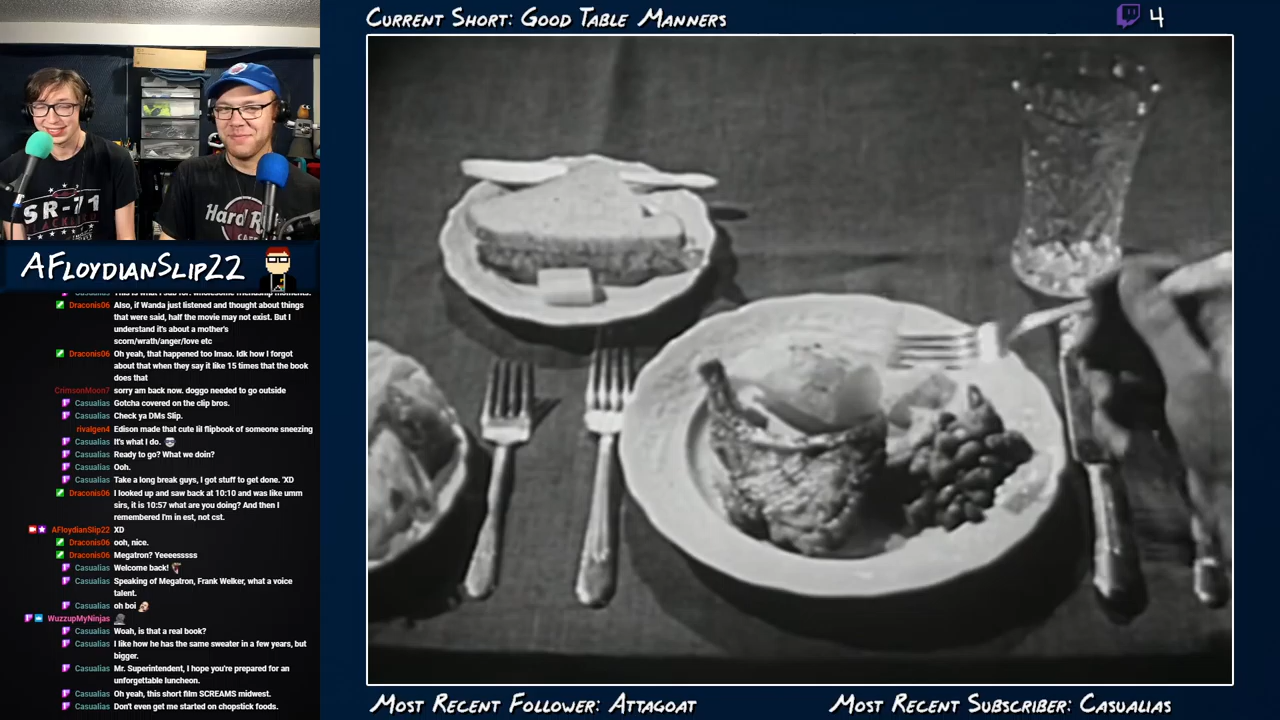 Current Short: Good Table Manners
4
SR-71
Hard R
AFloydianSlip22
Casualias This is what I sub for: wholesome friendship moments.
Draconis06 Also, if Wanda just listened and thought about things
that were said, half the movie may not exist. But I
understand it's about a mother's
scorn/wrath/anger/love etc
Draconis06 Oh yeah, that happened too lmao. Idk how I forgot
about that when they say it like 15 times that the book
does that
CrimsonMoon7 sorry am back now. doggo needed to go outside
Casualias Gotcha covered on the clip bros.
Casualias Check ya DMs Slip.
rivalgen4 Edison made that cute lil flipbook of someone sneezing
Casualias It's what I do.
Casualias Ready to go? What we doin?
Casualias Ooh.
Casualias Take a long break guys, I got stuff to get done. 'XD
Draconis06 I looked up and saw back at 10:10 and was like umm
sirs, it is 10:57 what are you doing? And then I
remembered I'm in est, not cst.
AFloydianSlip22 XD
Draconis06 ooh, nice.
Draconis06 Megatron? Yeeeesssss
Casualias Welcome back!
Casualias Speaking of Megatron, Frank Welker, what a voice
talent.
Casualias oh boi
WuzzupMyNinjas
Casualias Woah, is that a real book?
Casualias I like how he has the same sweater in a few years, but
bigger.
Casualias Mr. Superintendent, I hope you're prepared for an
unforgettable luncheon.
Casualias Oh yeah, this short film SCREAMS midwest.
Casualias Don't even get me started on chopstick foods.
Most Recent Follower: Attagoat
Most Recent Subscriber: Casualias